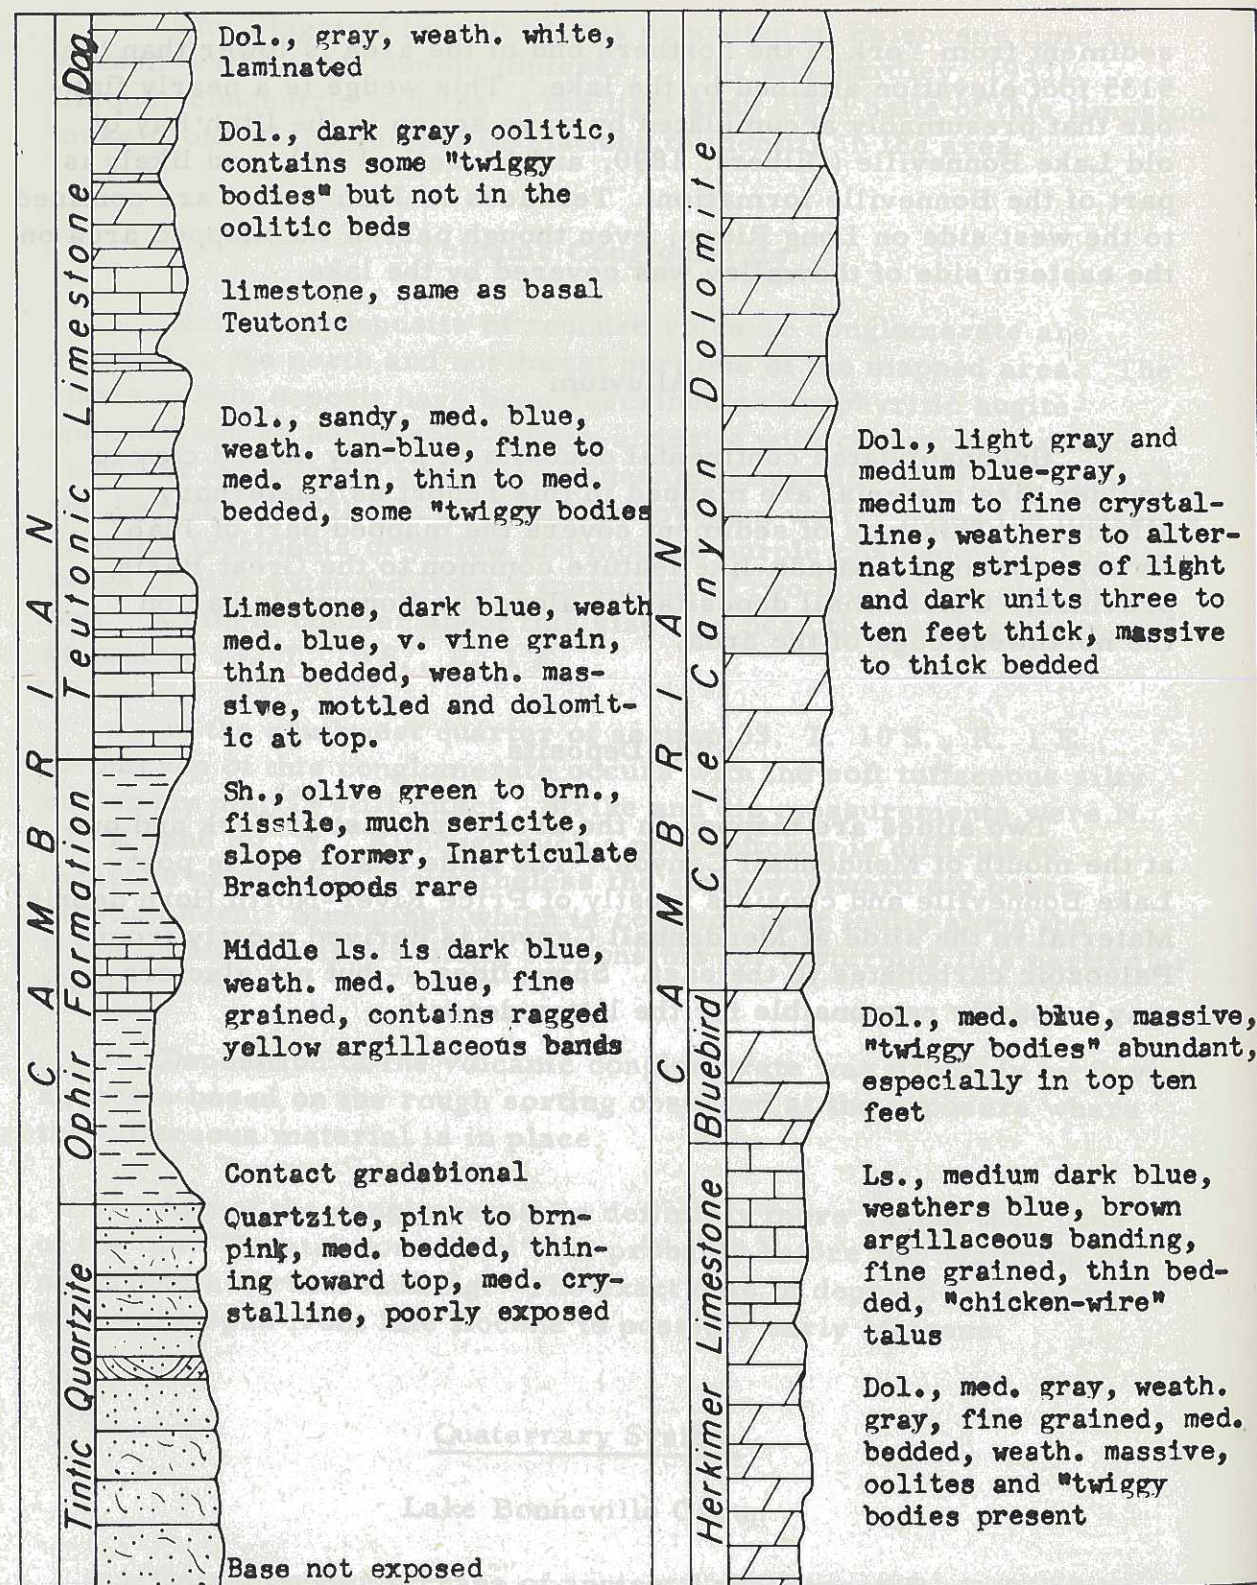 CAMBRIAN
Dag.
Dol., gray, weath. white,
laminated
Teutonic Limestone
Dol., dark gray, oolitic,
contains some "twiggy
bodies" but not in the
oolitic beds
limestone, same as basal
Teutonic
Dol., sandy, med. blue,
weath. tan-blue, fine to
med. grain, thin to med.
bedded, some "twiggy bodies
Limestone, dark blue, weath
med. blue, v. vine grain,
thin bedded, weath. mas-
sive, mottled and dolomit-
ic at top.
Ophir Formation
Sh., olive green to brn.,
fissile, much sericite,
slope former, Inarticulate
Brachiopods rare
Middle ls. is dark blue,
weath. med. blue, fine
grained, contains ragged
yellow argillaceous bands
Contact gradational
Tintic Quartzite
Quartzite, pink to brn-
pink, med. bedded, thin-
ing toward top, med. cry-
stalline, poorly exposed
Base not exposed
CAMBRIAN
Cole Canyon Dolomite
Dol., light gray and
medium blue-gray,
medium to fine crystal-
line, weathers to alter-
nating stripes of light
and dark units three to
ten feet thick, massive
to thick bedded
Bluebird
Dol., med. blue, massive,
"twiggy bodies" abundant,
especially in top ten
feet
Herkimer Limestone
Ls., medium dark blue,
weathers blue, brown
argillaceous banding,
fine grained, thin bed-
ded, "chicken-wire"
talus
Dol., med. gray, weath.
gray, fine grained, med.
bedded, weath. massive,
oolites and "twiggy
bodies present
Quaternary
Lake Bonneville